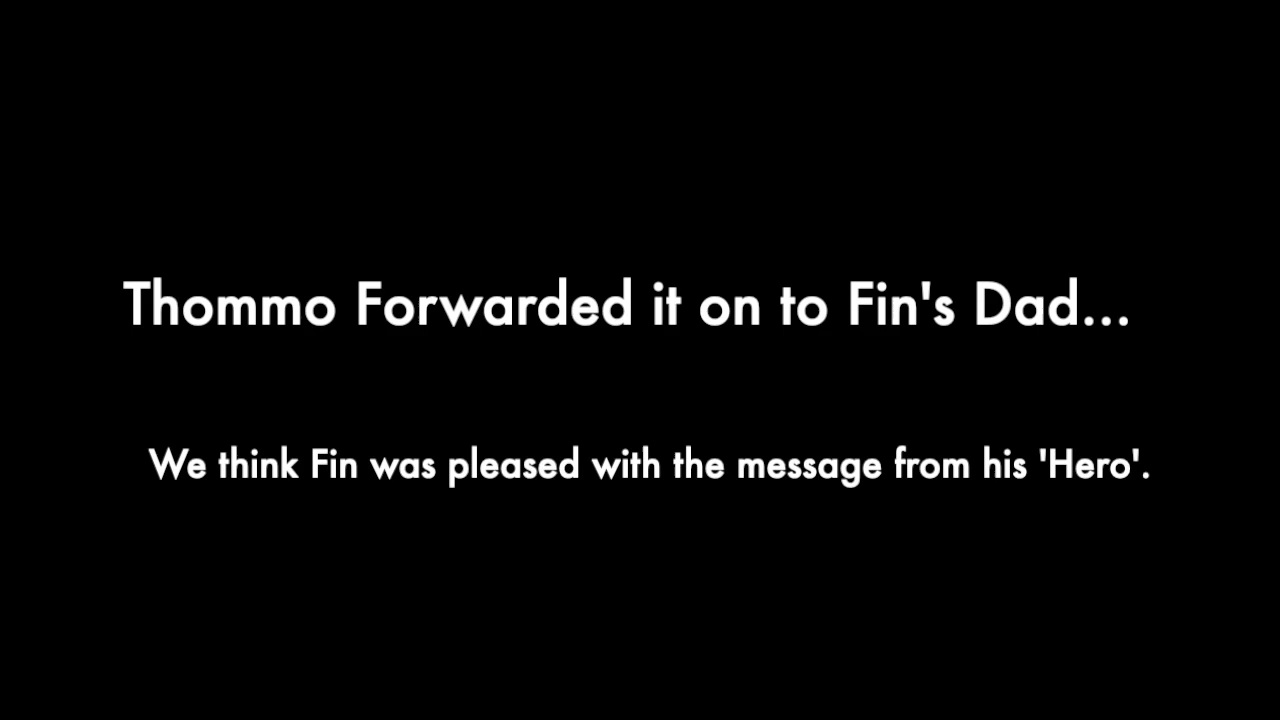 Thommo Forwarded it on to Fin's Dad...
We think Fin was pleased with the message from his 'Hero'.